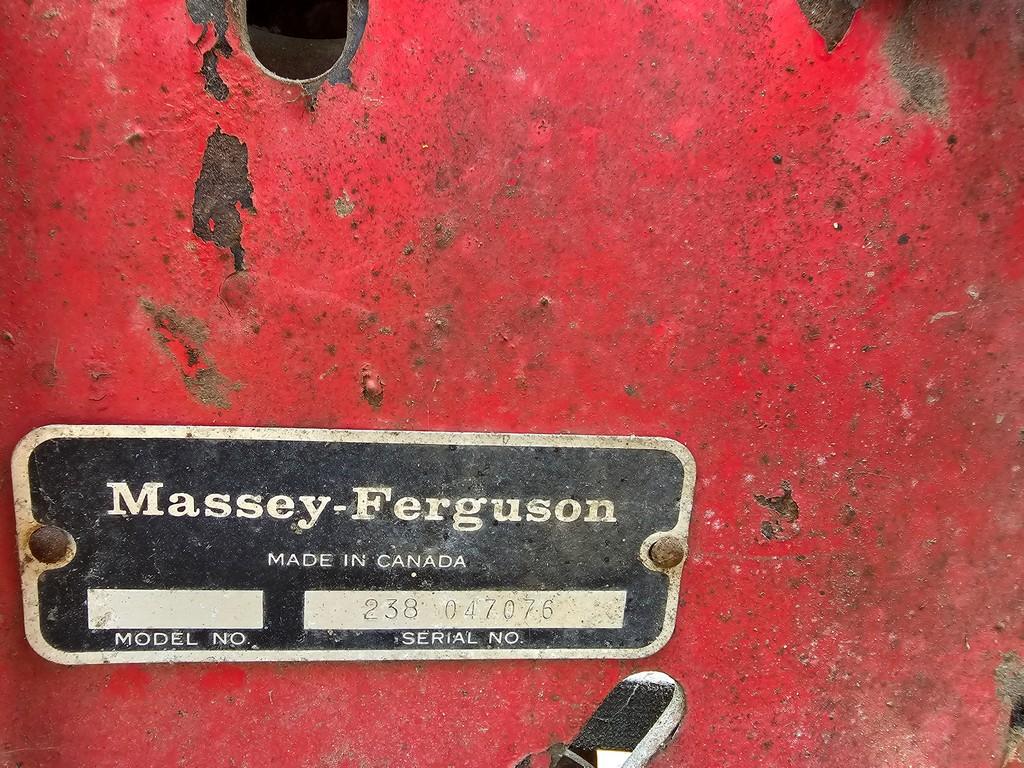 Massey-Ferguson
MADE IN CANADA
238 047076
MODEL NO. SERIAL NO.